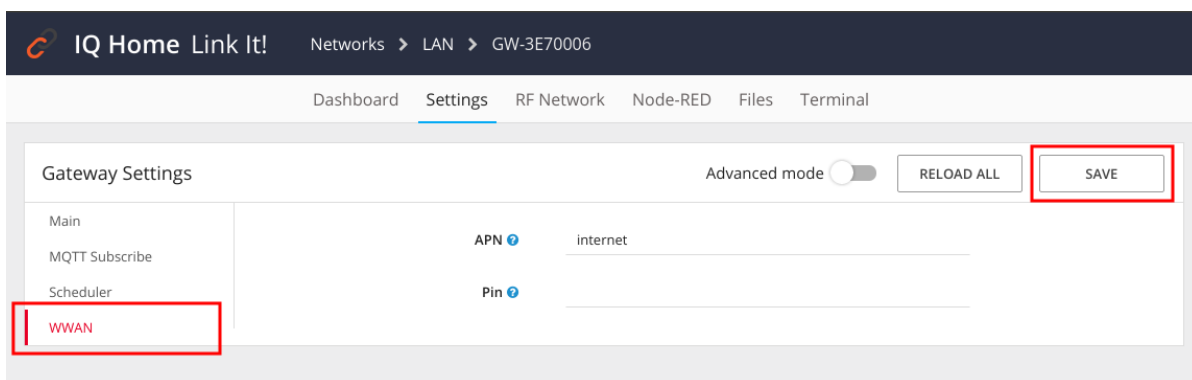 IQ Home Link It! Networks > LAN > GW-3E70006
Dashboard Settings RF Network Node-RED Files Terminal
Gateway Settings Advanced mode RELOAD ALL SAVE
Main
MQTT Subscribe
Scheduler
WWAN
APN ? internet
Pin ?